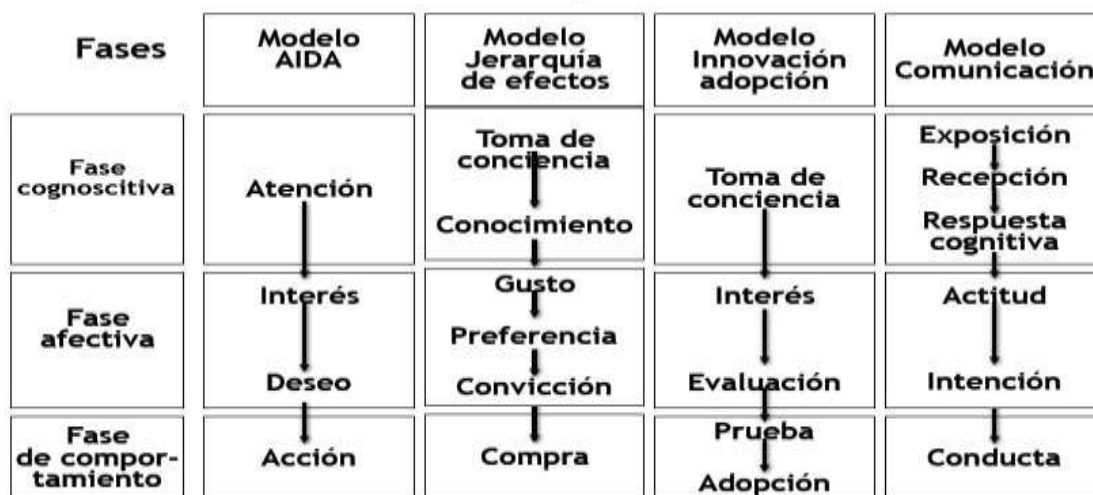 Fases
Modelo
AIDA
Modelo
Jerarquía
de efectos
Modelo
Innovación
adopción
Modelo
Comunicación
Fase
cognoscitiva
Atención
Toma de
conciencia
Conocimiento
Toma de
conciencia
Exposición
Recepción
Respuesta
cognitiva
Fase
afectiva
Interés
Deseo
Gusto
Preferencia
Convicción
Interés
Evaluación
Actitud
Intención
Fase
de compor-
tamiento
Acción
Compra
Prueba
Adopción
Conducta